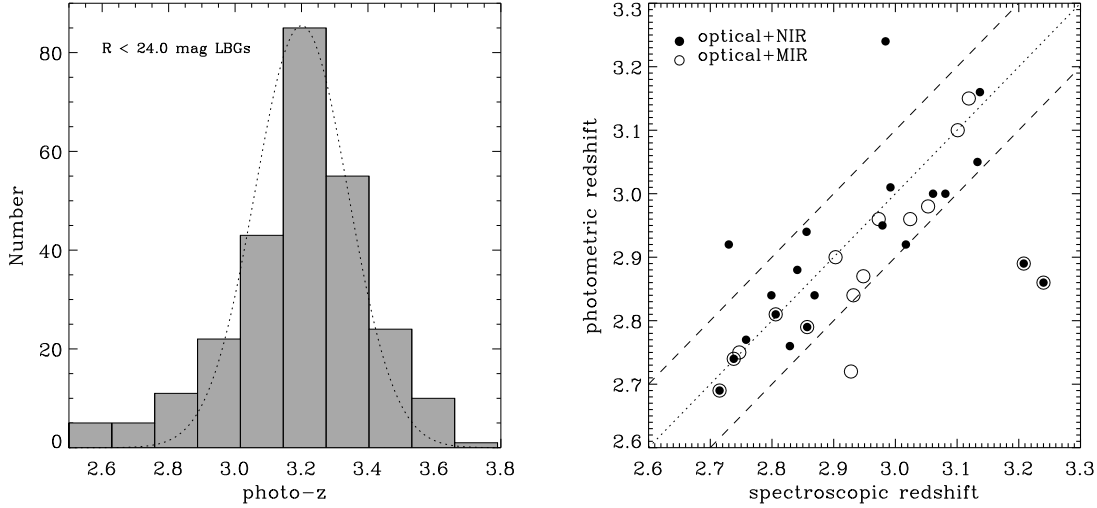 R < 24.0 mag LBGs
80
60
40
20
0
Number
2.6 2.8 3.0 3.2 3.4 3.6 3.8
photo-z
optical+NIR
optical+MIR
3.3
3.2
3.1
3.0
2.9
2.8
2.7
2.6
photometric redshift
2.6 2.7 2.8 2.9 3.0 3.1 3.2 3.3
spectroscopic redshift